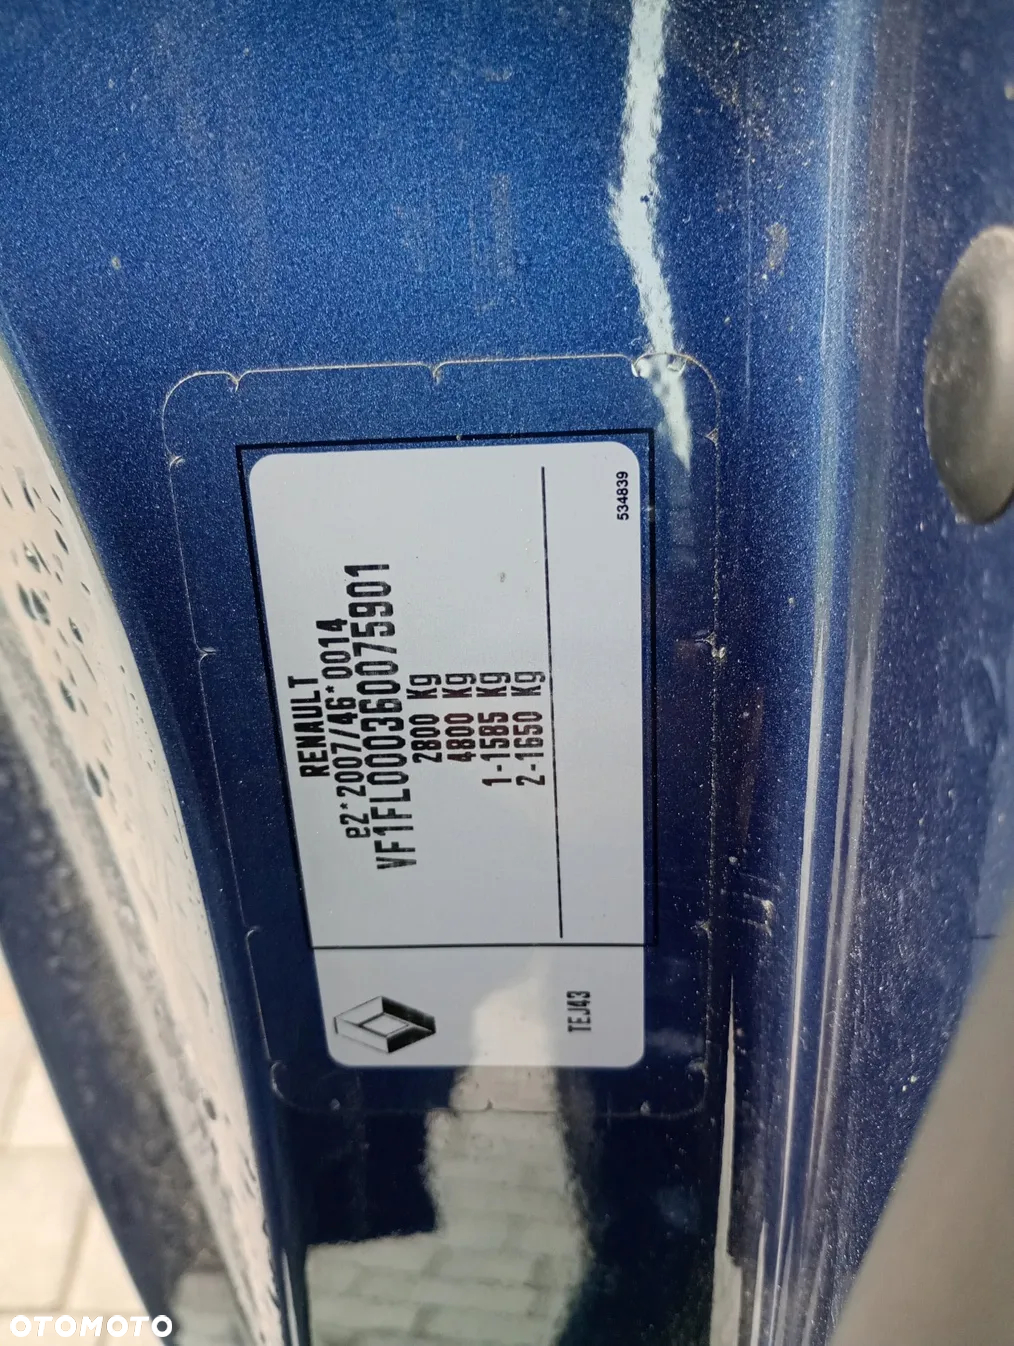 RENAULT
e2*2007/46*0014
VF1FL000360075901
2800 Kg
4800 Kg
1-1585 Kg
2-1650 Kg
TEJ43
534839
OTOMOTO